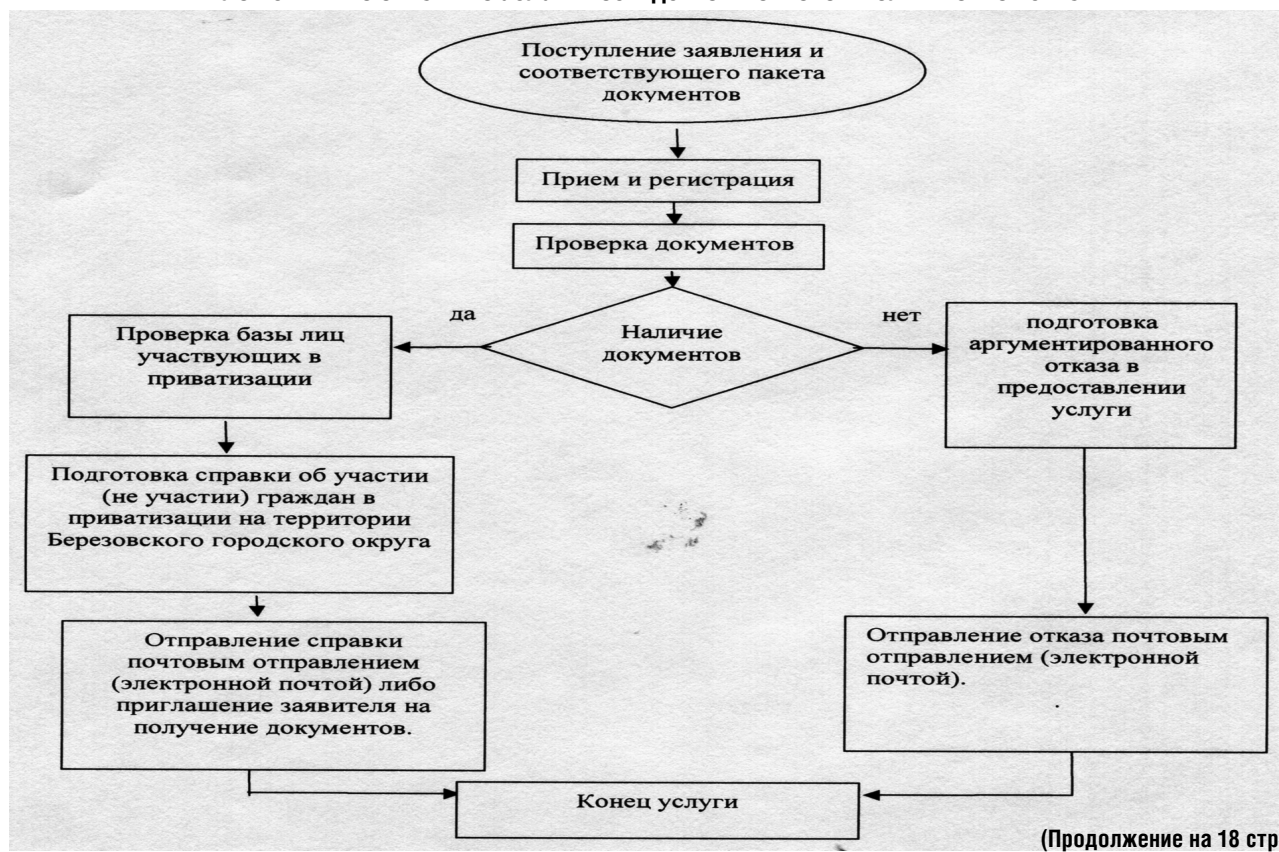 Поступление заявления и
соответствующего пакета
документов
Прием и регистрация
Проверка документов
да
Наличие
документов
нет
Проверка базы лиц
участвующих в
приватизации
подготовка
аргументированного
отказа в
предоставлении
услуги
Подготовка справки об участии
(не участии) граждан в
приватизации на территории
Березовского городского округа
Отправление справки
почтовым отправлением
(электронной почтой) либо
приглашение заявителя на
получение документов.
Отправление отказа почтовым
отправлением (электронной
почтой).
Конец услуги
(Продолжение на 18 стр